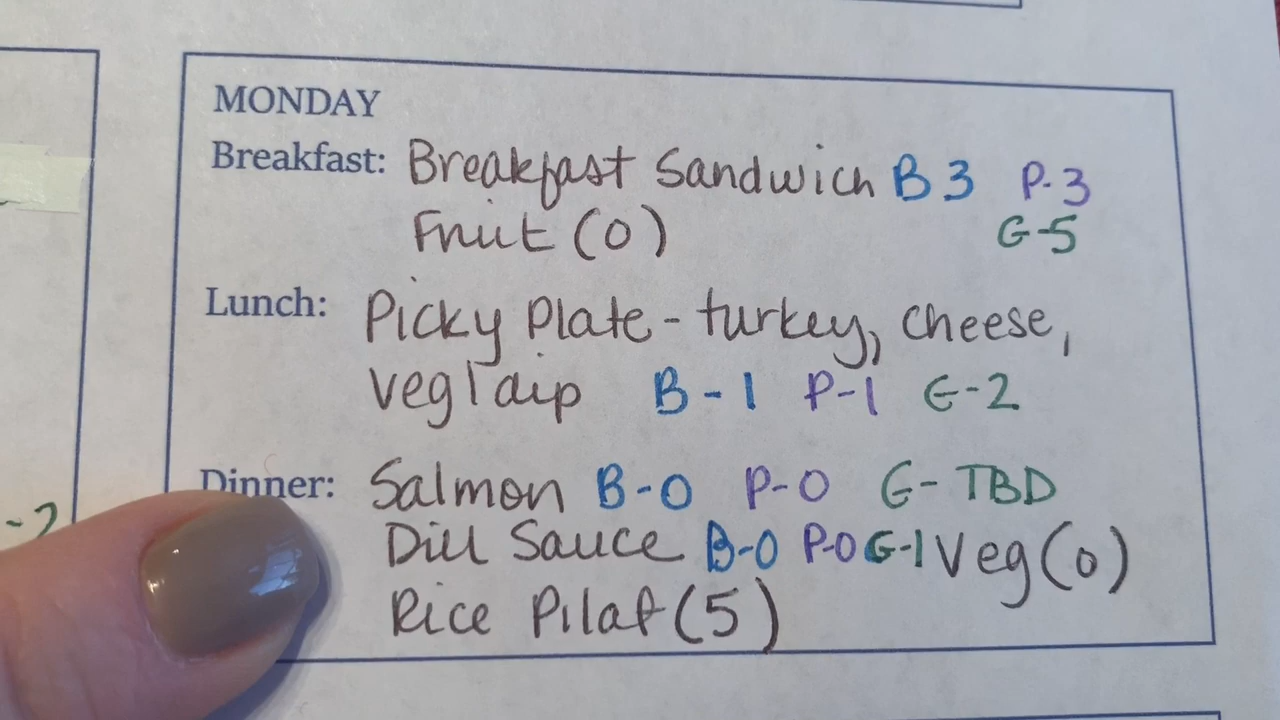 MONDAY
Breakfast: Breakfast Sandwich B 3 P-3
Fruit (0) G-5
Lunch: Picky Plate - turkey, cheese,
veg/dip B-1 P-1 G-2
Dinner: Salmon B-0 P-0 G-TBD
Dill Sauce B-0 P-0 G-1 Veg (0)
Rice Pilaf (5)
-2